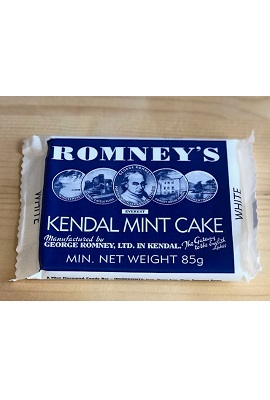 ROMNEY'S
EVEREST
KENDAL MINT CAKE
Manufactured by
GEORGE ROMNEY, LTD. IN KENDAL.
The Gateway
to the English
Lakes
MIN. NET WEIGHT 85g
WHITE
WHITE